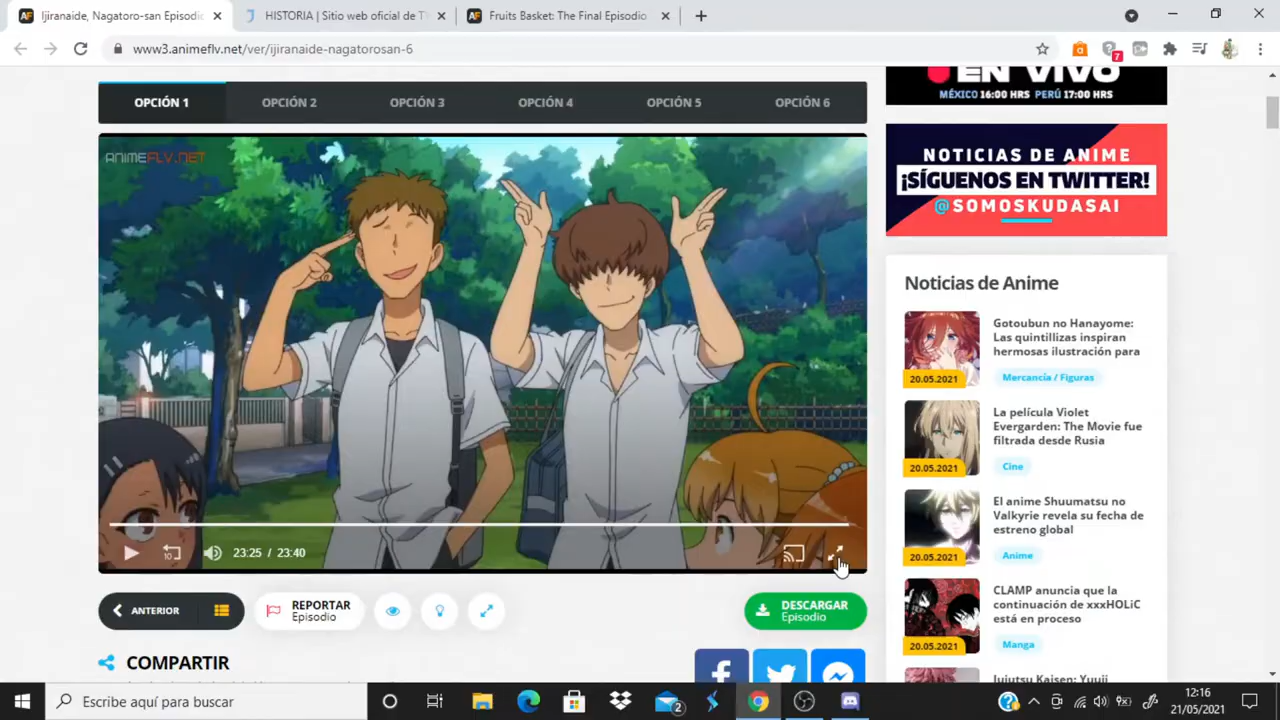 Ijiranaide, Nagatoro-san Episodio
HISTORIA | Sitio web oficial de T
Fruits Basket: The Final Episodio
www3.animeflv.net/ver/ijiranaide-nagatorosan-6
7
OPCIÓN 1
OPCIÓN 2
OPCIÓN 3
OPCIÓN 4
OPCIÓN 5
OPCIÓN 6
ANIMEFLV.NET
10
23:25 / 23:40
ANTERIOR
REPORTAR
Episodio
DESCARGAR
Episodio
COMPARTIR
EN VIVO
MÉXICO 16:00 HRS PERÚ 17:00 HRS
NOTICIAS DE ANIME
¡SÍGUENOS EN TWITTER!
@SOMOSKUDASAI
Noticias de Anime
Gotoubun no Hanayome:
Las quintillizas inspiran
hermosas ilustración para
20.05.2021
Mercancía / Figuras
La película Violet
Evergarden: The Movie fue
filtrada desde Rusia
20.05.2021
Cine
El anime Shuumatsu no
Valkyrie revela su fecha de
estreno global
20.05.2021
Anime
CLAMP anuncia que la
continuación de xxxHOLiC
está en proceso
20.05.2021
Manga
Jujutsu Kaisen: Yuuji
Escribe aquí para buscar
2
12:16
21/05/2021